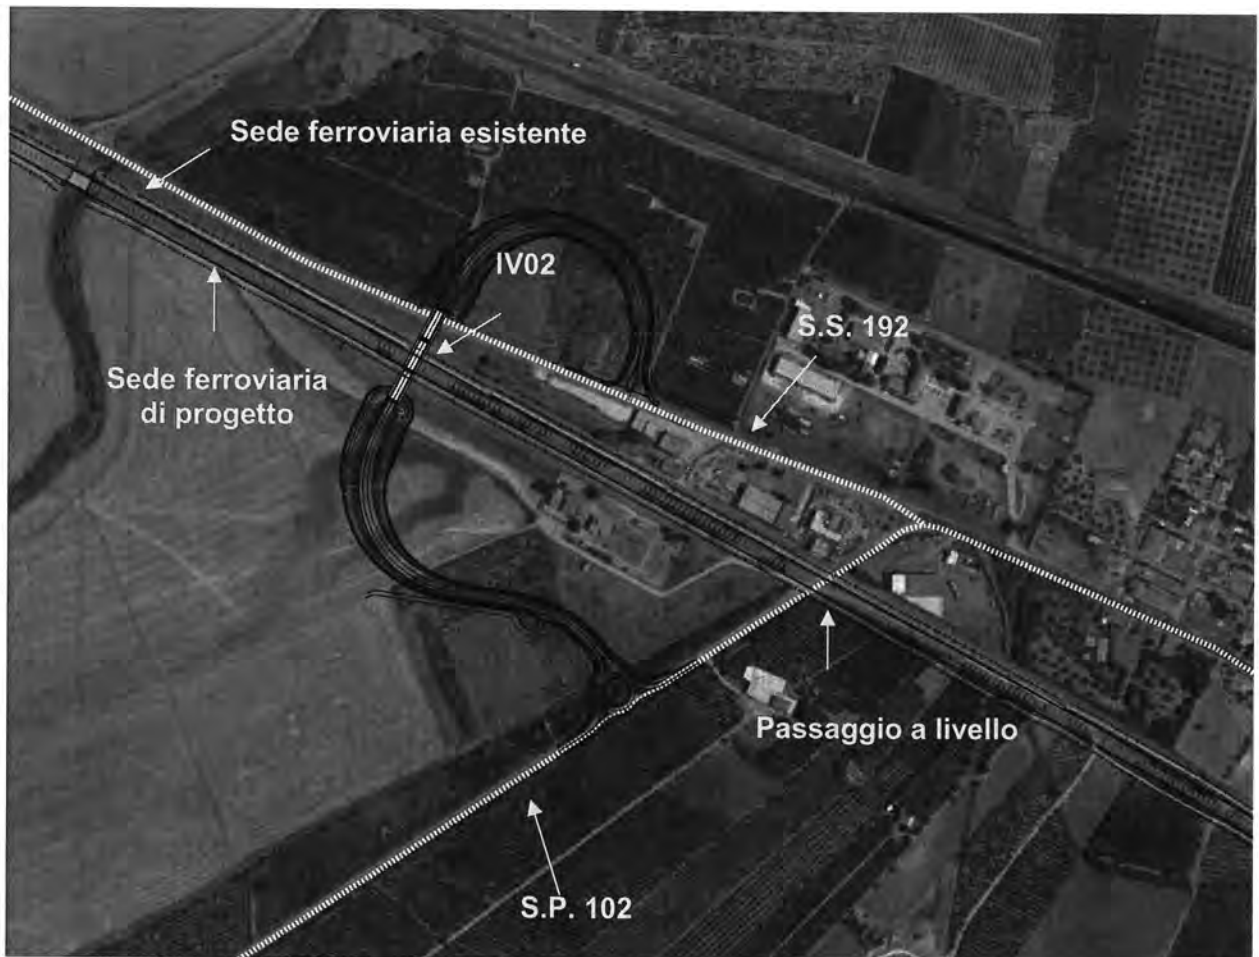 Sede ferroviaria esistente
IV02
S.S. 192
Sede ferroviaria
di progetto
Passaggio a livello
S.P. 102